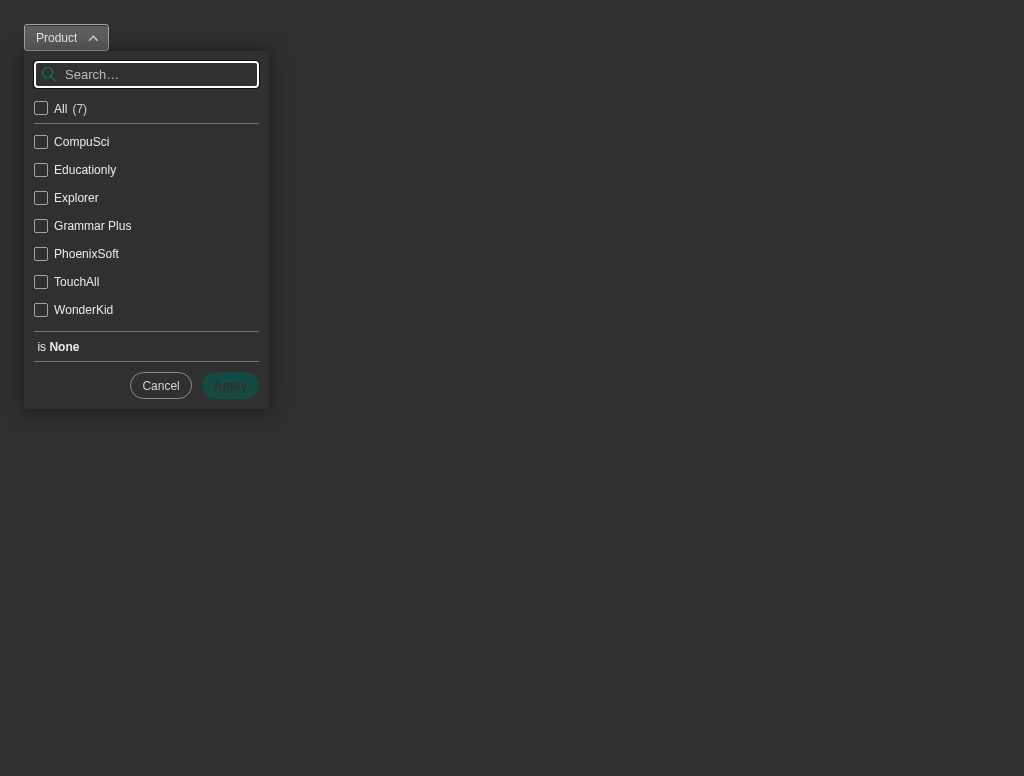 Product
Search…
All (7)
CompuSci
Educationly
Explorer
Grammar Plus
PhoenixSoft
TouchAll
WonderKid
is None
Cancel Apply